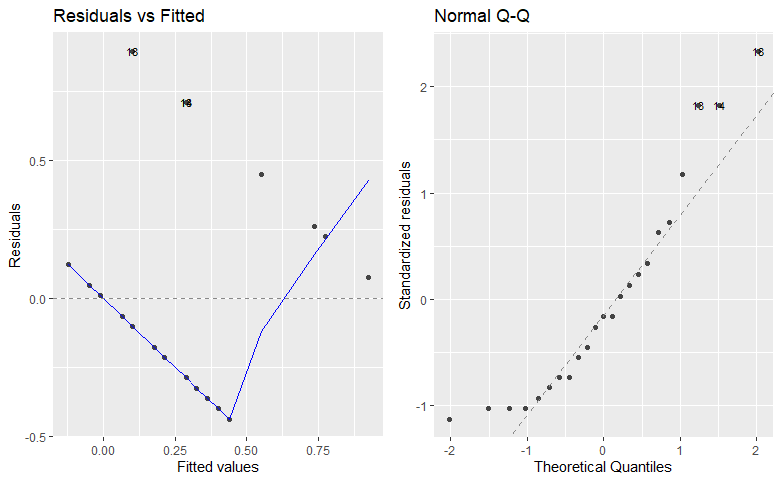 Residuals vs Fitted
Normal Q-Q
Residuals
0.5
0.0
-0.5
0.00
0.25
0.50
0.75
Fitted values
Standardized residuals
2
1
0
-1
-2
-1
0
1
2
Theoretical Quantiles
14